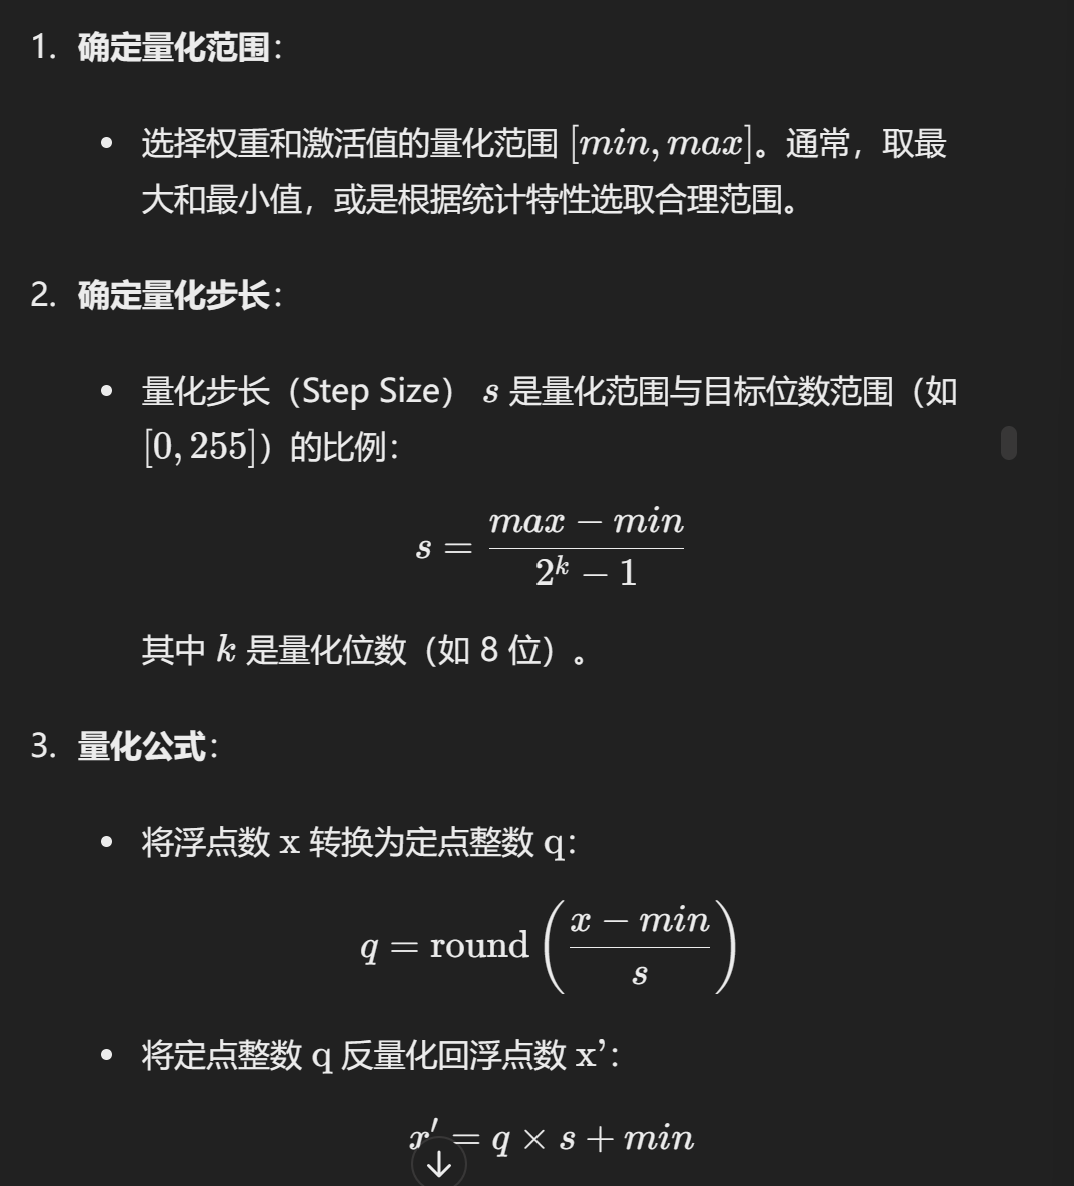 1. 确定量化范围：
• 选择权重和激活值的量化范围 [min, max]。通常，取最
大和最小值，或是根据统计特性选取合理范围。
2. 确定量化步长：
• 量化步长（Step Size） s 是量化范围与目标位数范围（如
[0, 255]）的比例：
s = \frac{max − min}{2^k − 1}
其中 k 是量化位数（如 8 位）。
3. 量化公式：
• 将浮点数 x 转换为定点整数 q：
q = round\left(\frac{x − min}{s}\right)
• 将定点整数 q 反量化回浮点数 x’：
x′ = q × s + min